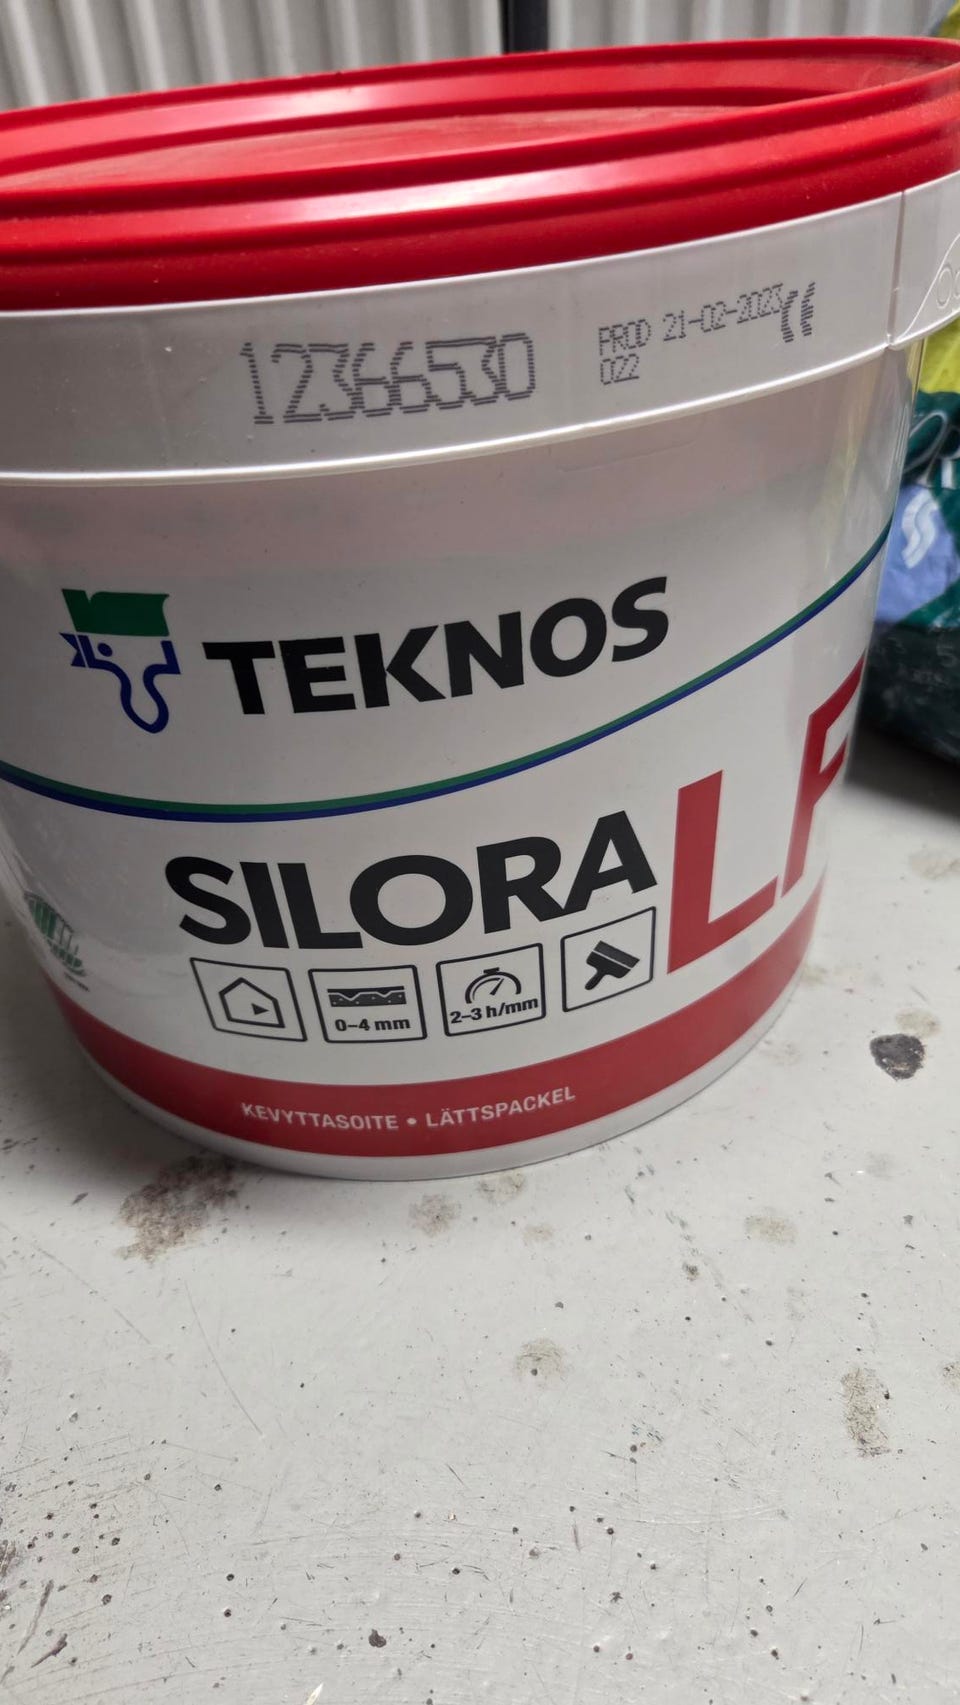 12366530
PROD 21-02-2023
022
TEKNOS
SILORA LF
0–4 mm
2–3 h/mm
KEVYTTASOITE • LÄTTSPACKEL